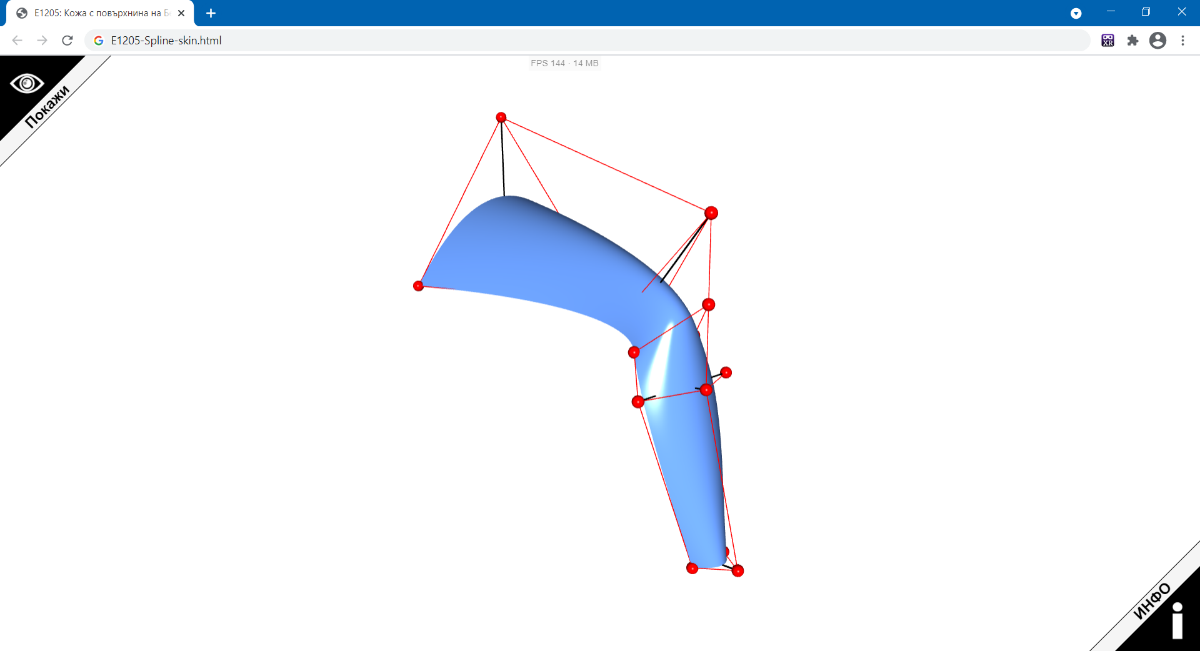 E1205: Кожа с повърхнина на Б
E1205-Spline-skin.html
FPS 144 - 14 MB
Покажи
ИНФО